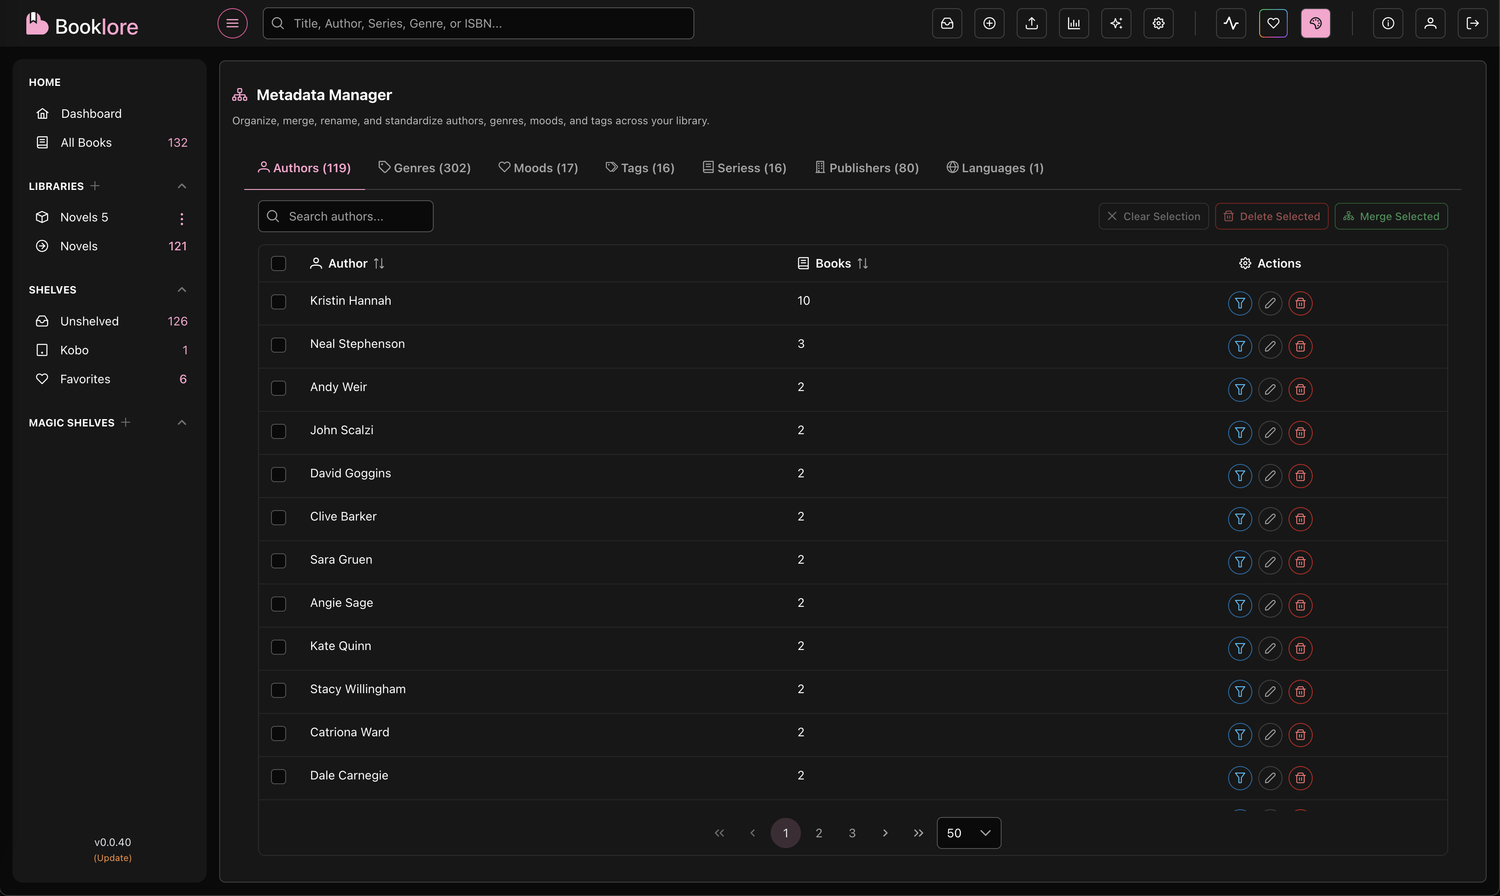 Booklore
Title, Author, Series, Genre, or ISBN...
HOME
Dashboard
All Books 132
LIBRARIES
Novels 5
Novels 121
SHELVES
Unshelved 126
Kobo 1
Favorites 6
MAGIC SHELVES
v0.0.40
(Update)
Metadata Manager
Organize, merge, rename, and standardize authors, genres, moods, and tags across your library.
Authors (119) Genres (302) Moods (17) Tags (16) Seriess (16) Publishers (80) Languages (1)
Search authors... Clear Selection Delete Selected Merge Selected
Author Books Actions
Kristin Hannah 10
Neal Stephenson 3
Andy Weir 2
John Scalzi 2
David Goggins 2
Clive Barker 2
Sara Gruen 2
Angie Sage 2
Kate Quinn 2
Stacy Willingham 2
Catriona Ward 2
Dale Carnegie 2
1 2 3 50